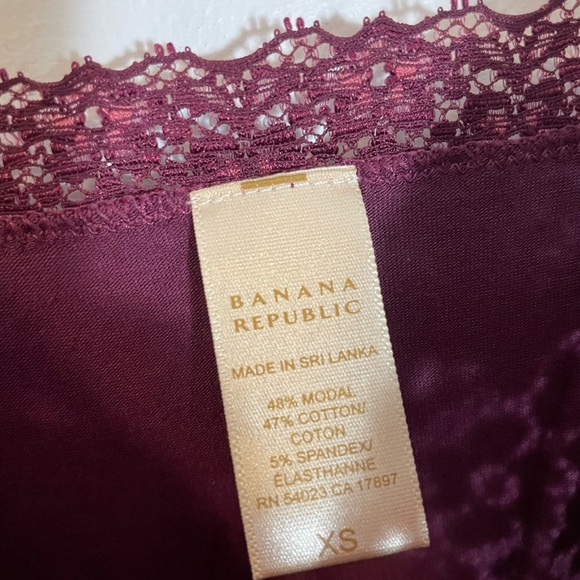 BANANA
REPUBLIC
MADE IN SRI LANKA
48% MODAL
47% COTTON/
COTON
5% SPANDEX/
ÉLASTHANNE
RN 54023 CA 17897
XS